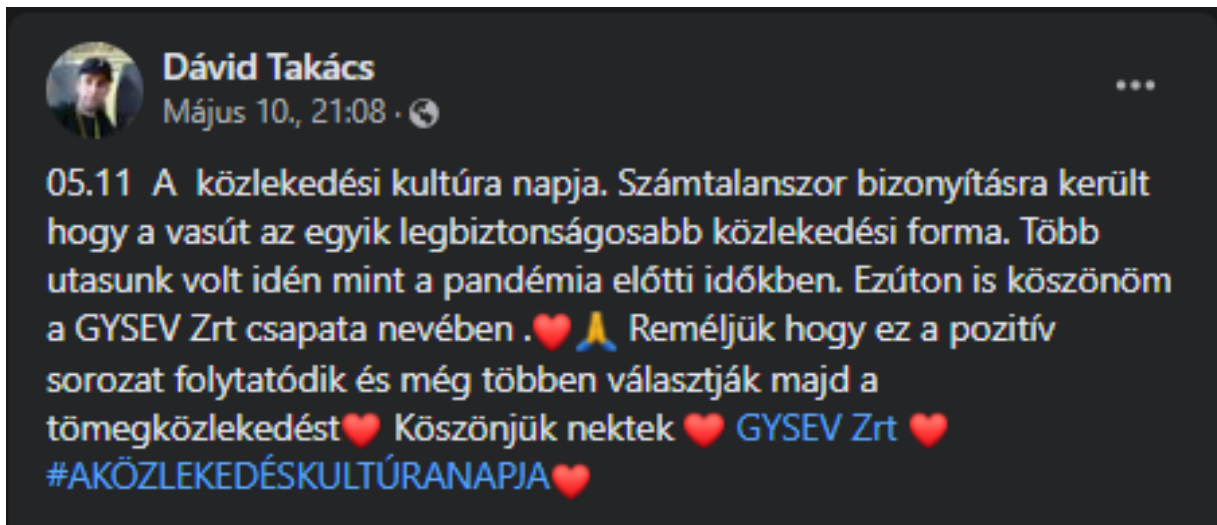 Dávid Takács
Május 10., 21:08 ·
05.11  A  közlekedési kultúra napja. Számtalanszor bizonyításra került
hogy a vasút az egyik legbiztonságosabb közlekedési forma. Több
utasunk volt idén mint a pandémia előtti időkben. Ezúton is köszönöm
a GYSEV Zrt csapata nevében .❤️🙏 Reméljük hogy ez a pozitív
sorozat folytatódik és még többen választják majd a
tömegközlekedést❤️ Köszönjük nektek ❤️ GYSEV Zrt ❤️
#AKÖZLEKEDÉSKULTÚRANAPJA❤️